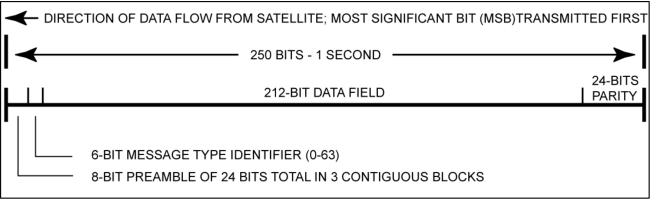 DIRECTION OF DATA FLOW FROM SATELLITE; MOST SIGNIFICANT BIT (MSB)TRANSMITTED FIRST
250 BITS - 1 SECOND
24-BITS
212-BIT DATA FIELD PARITY
6-BIT MESSAGE TYPE IDENTIFIER (0-63)
8-BIT PREAMBLE OF 24 BITS TOTAL IN 3 CONTIGUOUS BLOCKS